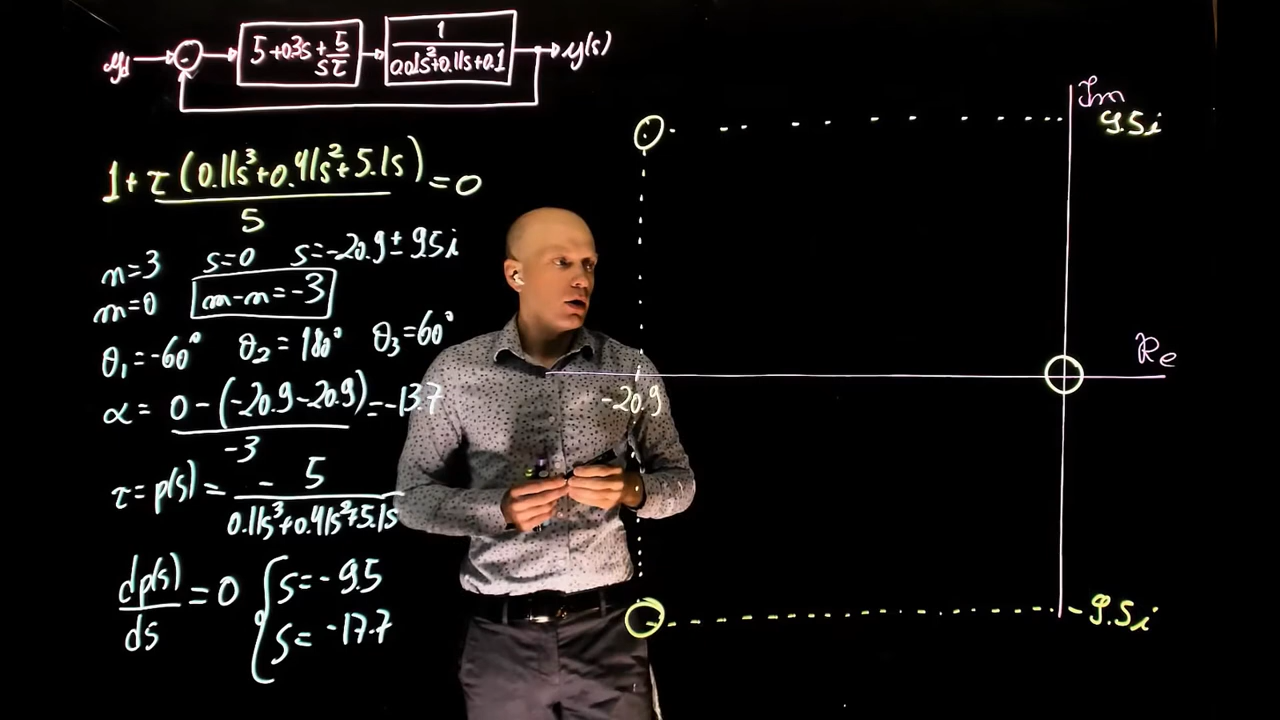 yd 5+0.3s+5/sτ 1/0.01s²+0.11s+0.1 y(s)
1+τ(0.11s³+0.41s²+5.1s)/5=0
n=3 s=0 s=-20.9±9.5i
m=0 m-n=-3
θ₁=-60° θ₂=180° θ₃=60°
α=0-(-20.9-20.9)/-3=-13.7
τ=p(s)=-5/0.11s³+0.41s²+5.1s
dp(s)/ds=0 { s=-9.5
s=-17.7
Im
9.5i
Re
-20.9
-9.5i